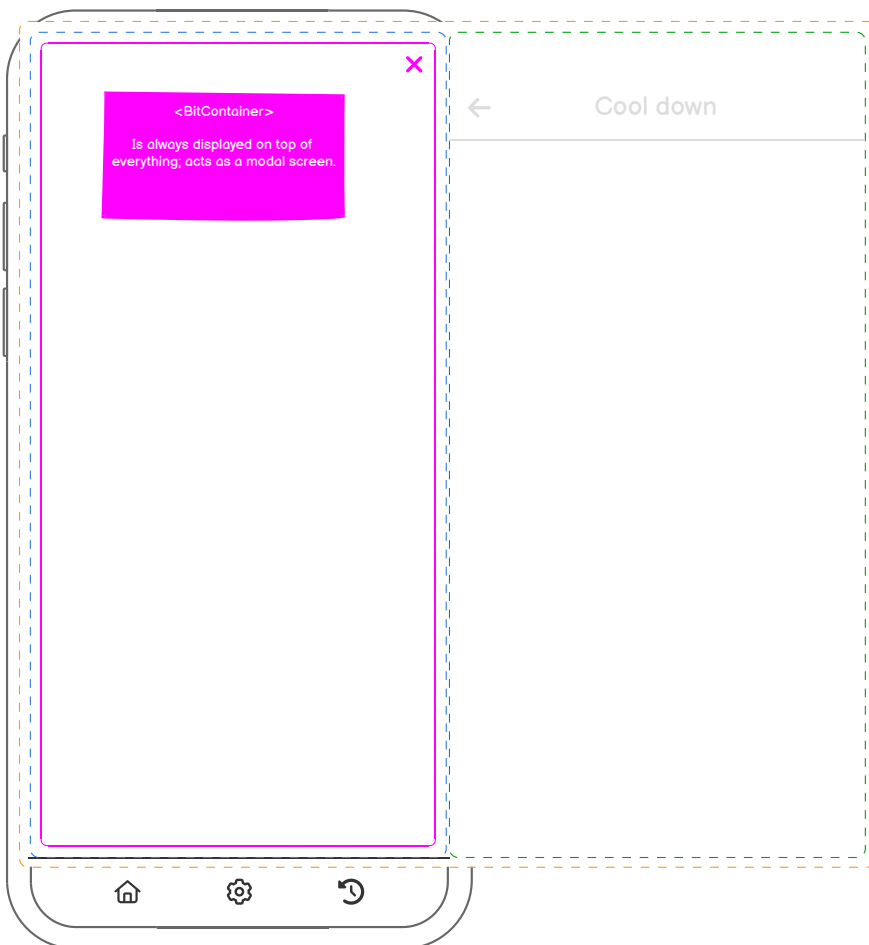 <BitContainer>
Is always displayed on top of
everything; acts as a modal screen.
Cool down